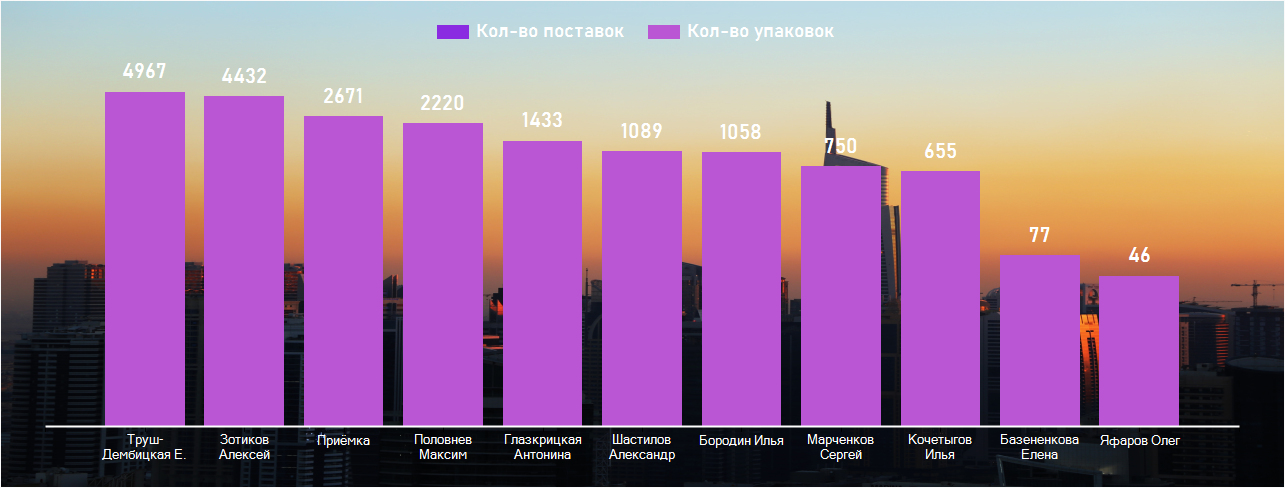 Кол-во поставок Кол-во упаковок
4967
4432
2671
2220
1433
1089
1058
750
655
77
46
Труш-
Дембицкая Е.
Зотиков
Алексей
Приёмка
Половнев
Максим
Глазкрицкая
Антонина
Шастилов
Александр
Бородин Илья
Марченков
Сергей
Кочетыгов
Илья
Базененкова
Елена
Яфаров Олег